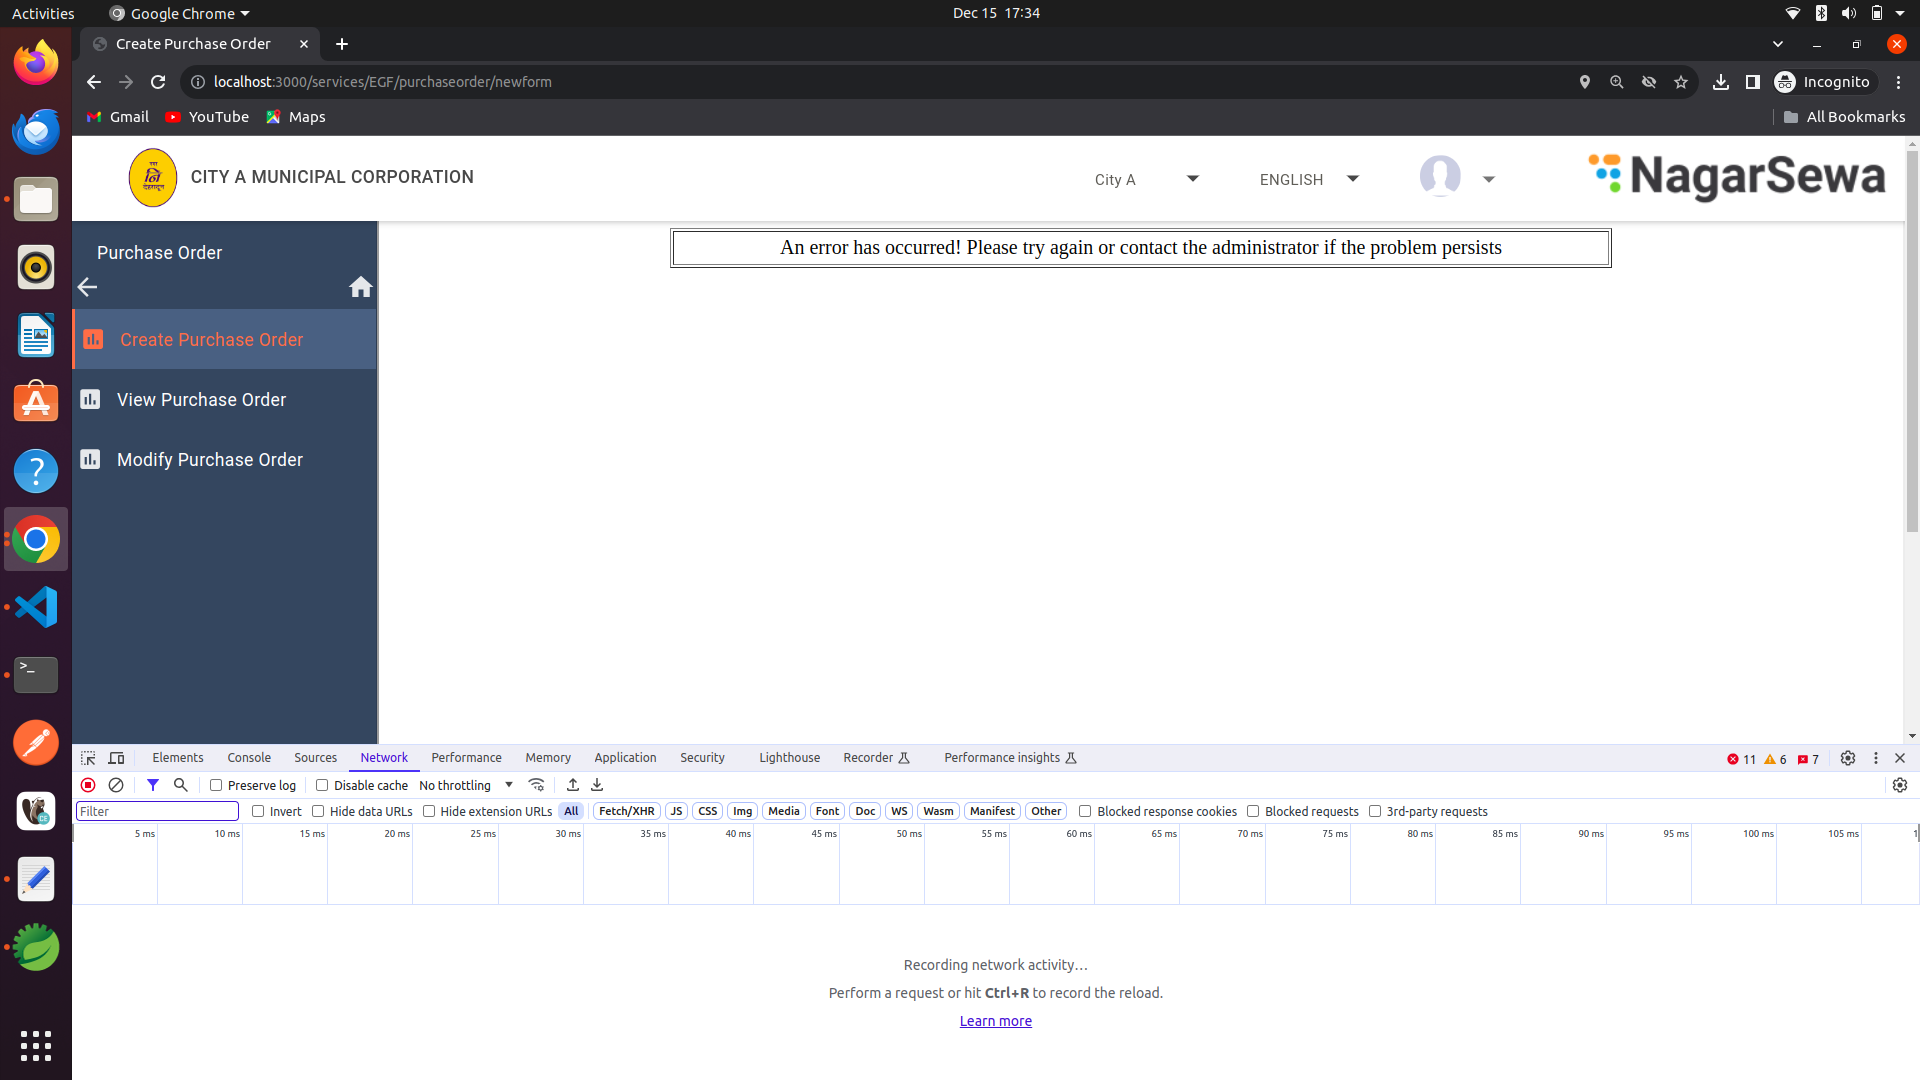 Activities
Google Chrome
Dec 15 17:34
Create Purchase Order
localhost:3000/services/EGF/purchaseorder/newform
Incognito
Gmail
YouTube
Maps
All Bookmarks
CITY A MUNICIPAL CORPORATION
City A
ENGLISH
NagarSewa
Purchase Order
Create Purchase Order
View Purchase Order
Modify Purchase Order
An error has occurred! Please try again or contact the administrator if the problem persists
Elements
Console
Sources
Network
Performance
Memory
Application
Security
Lighthouse
Recorder
Performance insights
11
6
7
Preserve log
Disable cache
No throttling
Filter
Invert
Hide data URLs
Hide extension URLs
All
Fetch/XHR
JS
CSS
Img
Media
Font
Doc
WS
Wasm
Manifest
Other
Blocked response cookies
Blocked requests
3rd-party requests
5 ms
10 ms
15 ms
20 ms
25 ms
30 ms
35 ms
40 ms
45 ms
50 ms
55 ms
60 ms
65 ms
70 ms
75 ms
80 ms
85 ms
90 ms
95 ms
100 ms
105 ms
1
Recording network activity…
Perform a request or hit Ctrl+R to record the reload.
Learn more